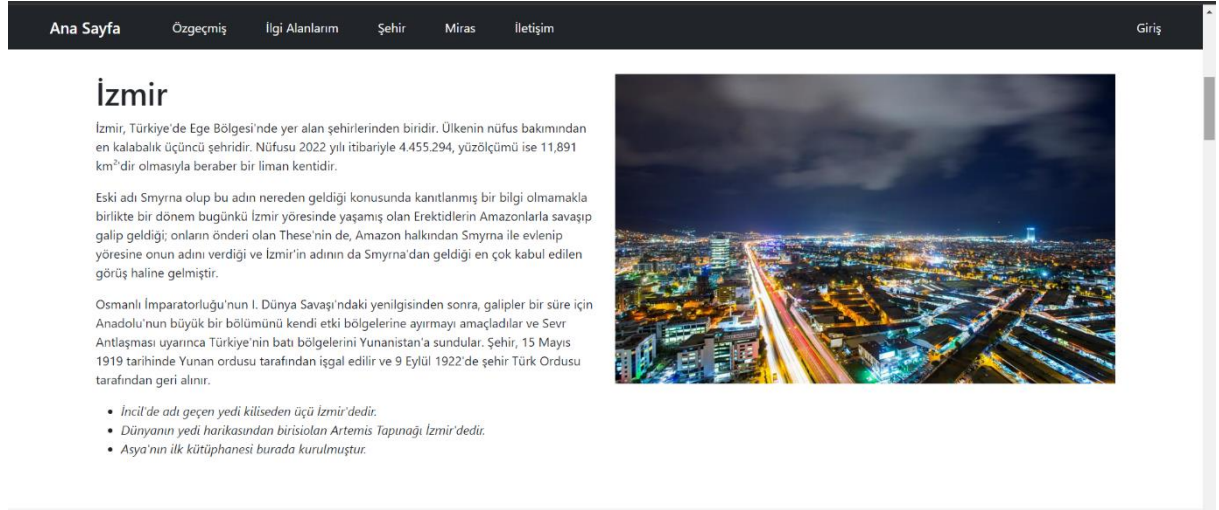 Ana Sayfa Özgeçmiş İlgi Alanlarım Şehir Miras İletişim Giriş
İzmir
İzmir, Türkiye'de Ege Bölgesi'nde yer alan şehirlerinden biridir. Ülkenin nüfus bakımından
en kalabalık üçüncü şehridir. Nüfusu 2022 yılı itibariyle 4.455.294, yüzölçümü ise 11,891
km²'dir olmasıyla beraber bir liman kentidir.
Eski adı Smyrna olup bu adın nereden geldiği konusunda kanıtlanmış bir bilgi olmamakla
birlikte bir dönem bugünkü İzmir yöresinde yaşamış olan Erektidlerin Amazonlarla savaşıp
galip geldiği; onların önderi olan These'nin de, Amazon halkından Smyrna ile evlenip
yöresine onun adını verdiği ve İzmir'in adının da Smyrna'dan geldiği en çok kabul edilen
görüş haline gelmiştir.
Osmanlı İmparatorluğu'nun I. Dünya Savaşı'ndaki yenilgisinden sonra, galipler bir süre için
Anadolu'nun büyük bir bölümünü kendi etki bölgelerine ayırmayı amaçladılar ve Sevr
Antlaşması uyarınca Türkiye'nin batı bölgelerini Yunanistan'a sundular. Şehir, 15 Mayıs
1919 tarihinde Yunan ordusu tarafından işgal edilir ve 9 Eylül 1922'de şehir Türk Ordusu
tarafından geri alınır.
• İncil'de adı geçen yedi kiliseden üçü İzmir'dedir.
• Dünyanın yedi harikasından birisiolan Artemis Tapınağı İzmir'dedir.
• Asya'nın ilk kütüphanesi burada kurulmuştur.